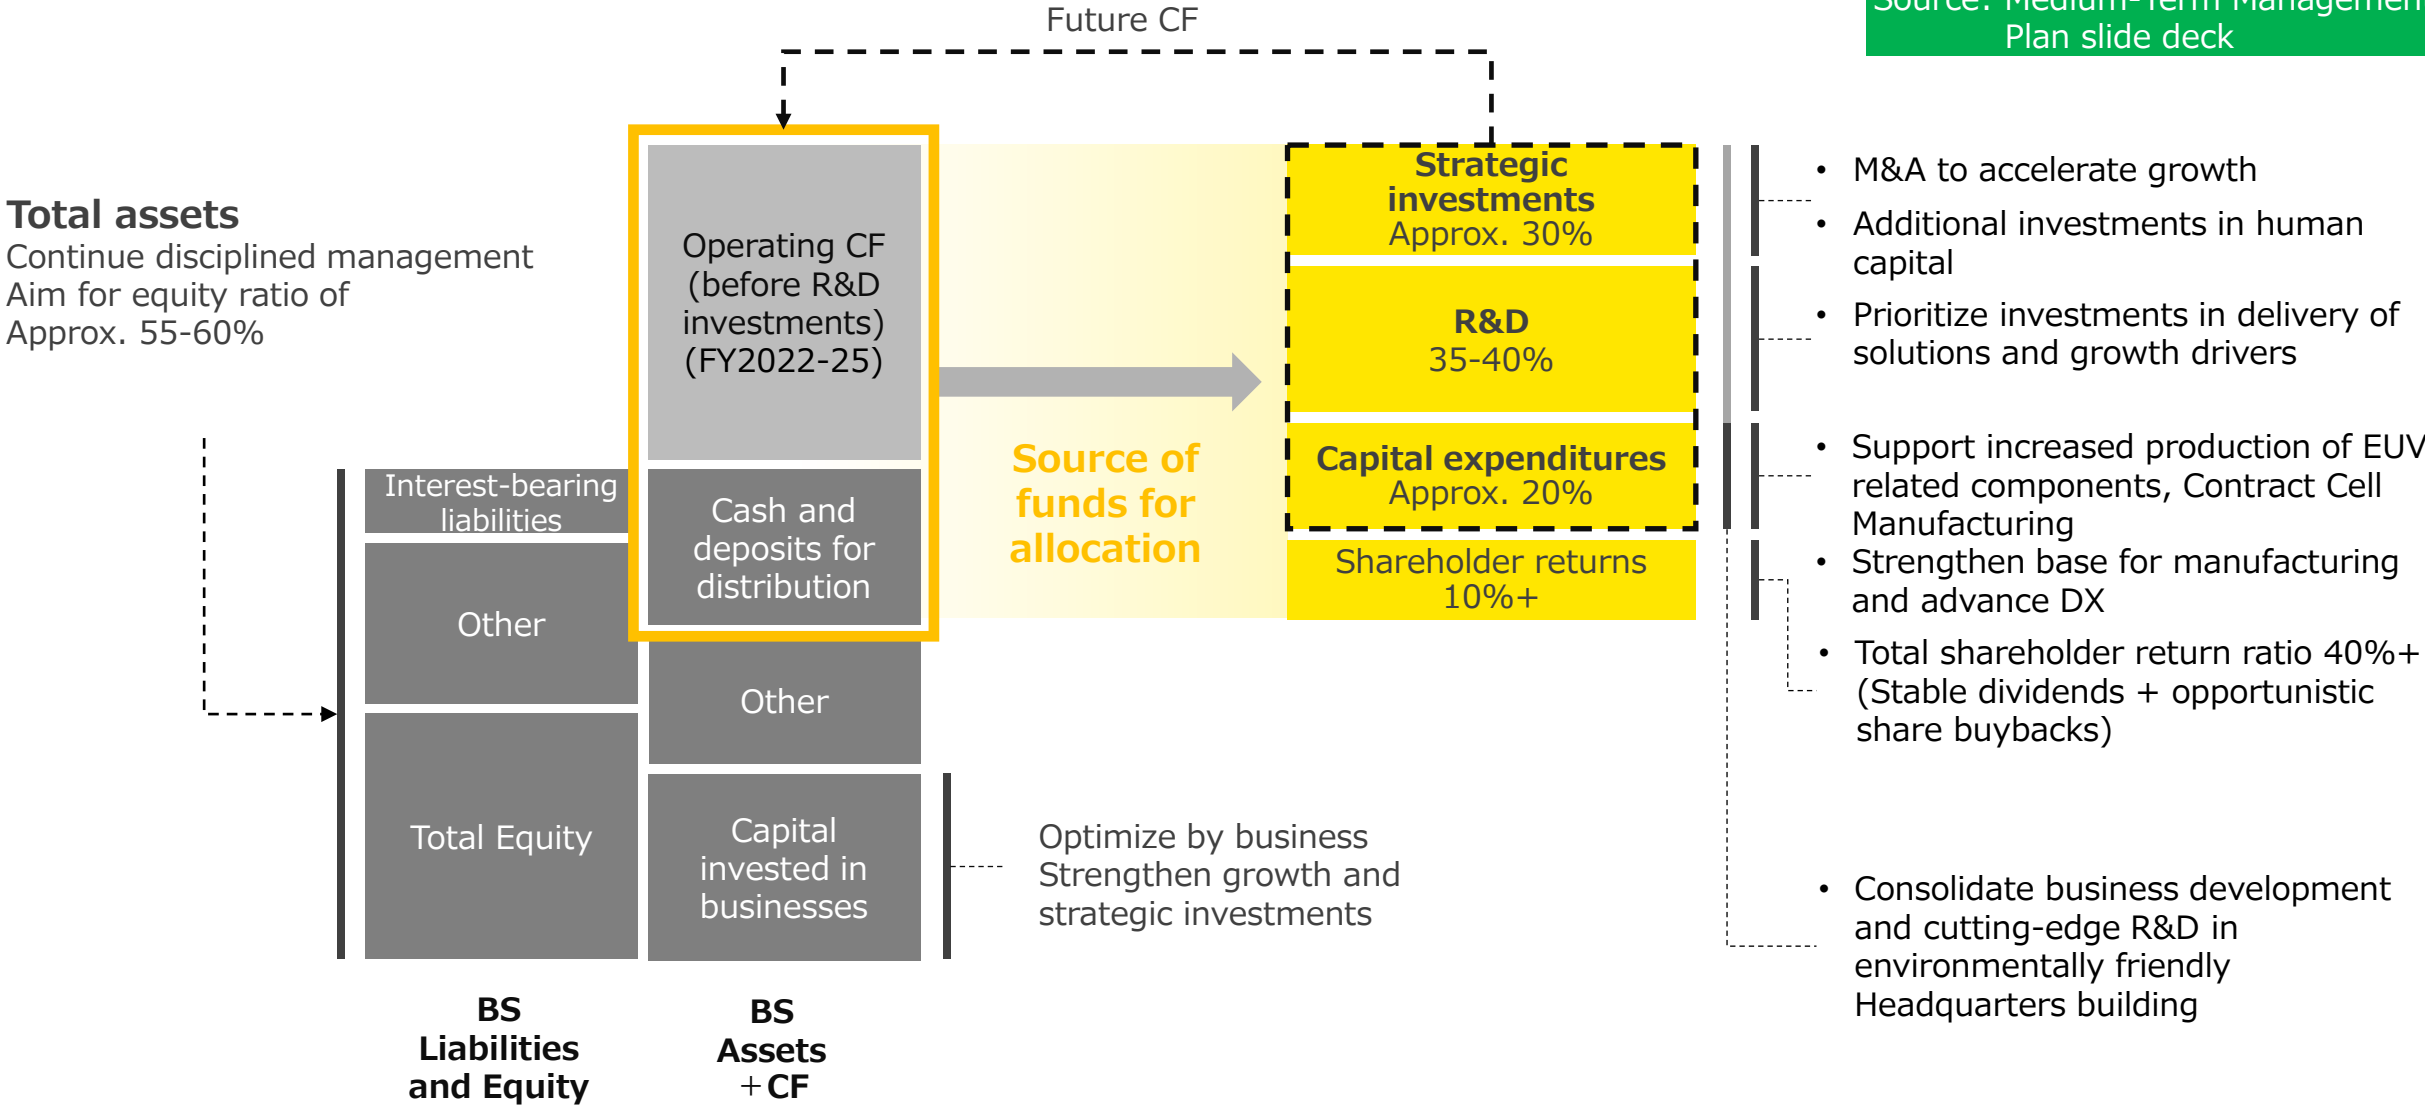 Future CF
Source: Medium-Term Management
Plan slide deck
Total assets
Continue disciplined management
Aim for equity ratio of
Approx. 55-60%
Operating CF
(before R&D
investments)
(FY2022-25)
Cash and
deposits for
distribution
Other
Capital
invested in
businesses
Interest-bearing
liabilities
Other
Total Equity
BS
Liabilities
and Equity
BS
Assets
+CF
Source of
funds for
allocation
Strategic
investments
Approx. 30%
R&D
35-40%
Capital expenditures
Approx. 20%
Shareholder returns
10%+
Optimize by business
Strengthen growth and
strategic investments
• M&A to accelerate growth
• Additional investments in human
capital
• Prioritize investments in delivery of
solutions and growth drivers
• Support increased production of EUV
related components, Contract Cell
Manufacturing
• Strengthen base for manufacturing
and advance DX
• Total shareholder return ratio 40%+
(Stable dividends + opportunistic
share buybacks)
• Consolidate business development
and cutting-edge R&D in
environmentally friendly
Headquarters building